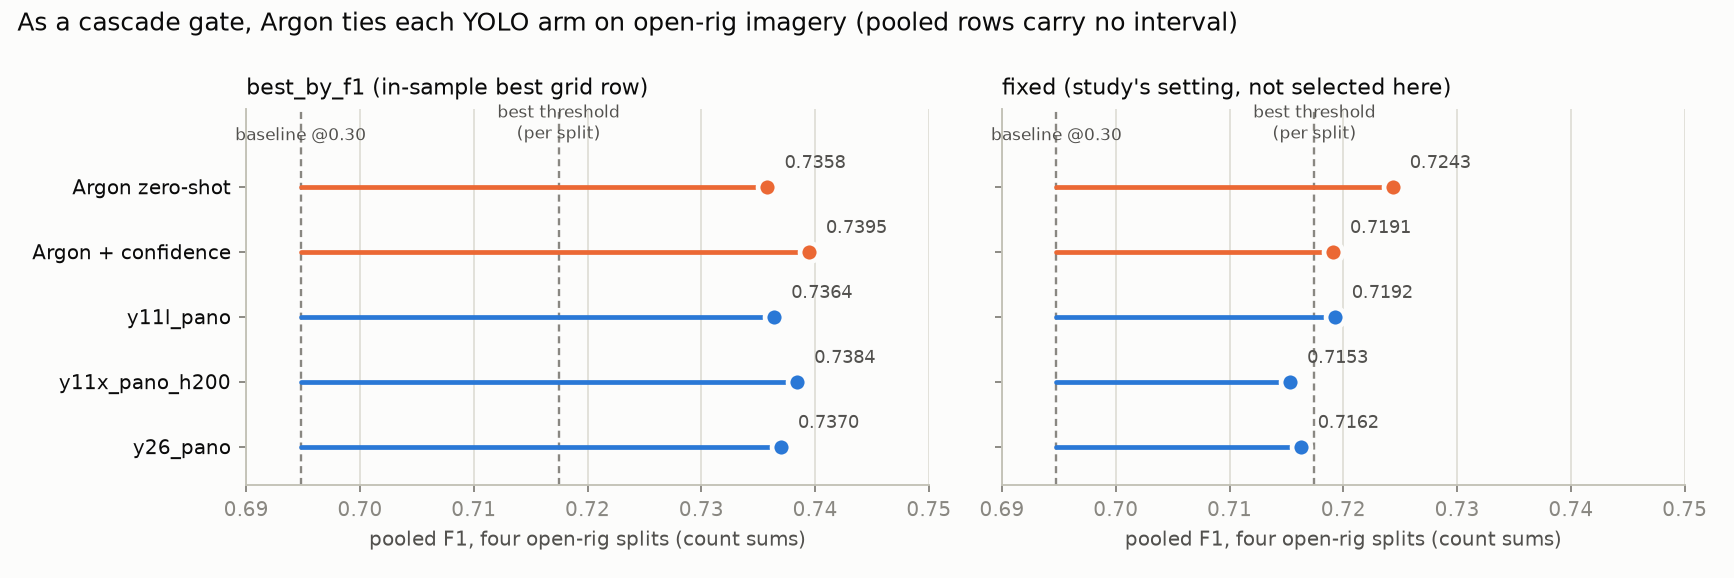 As a cascade gate, Argon ties each YOLO arm on open-rig imagery (pooled rows carry no interval)
best_by_f1 (in-sample best grid row)
best threshold
(per split)
baseline @0.30
Argon zero-shot
0.7358
Argon + confidence
0.7395
y11l_pano
0.7364
y11x_pano_h200
0.7384
y26_pano
0.7370
0.69 0.70 0.71 0.72 0.73 0.74 0.75
pooled F1, four open-rig splits (count sums)
fixed (study's setting, not selected here)
best threshold
(per split)
baseline @0.30
0.7243
0.7191
0.7192
0.7153
0.7162
0.69 0.70 0.71 0.72 0.73 0.74 0.75
pooled F1, four open-rig splits (count sums)